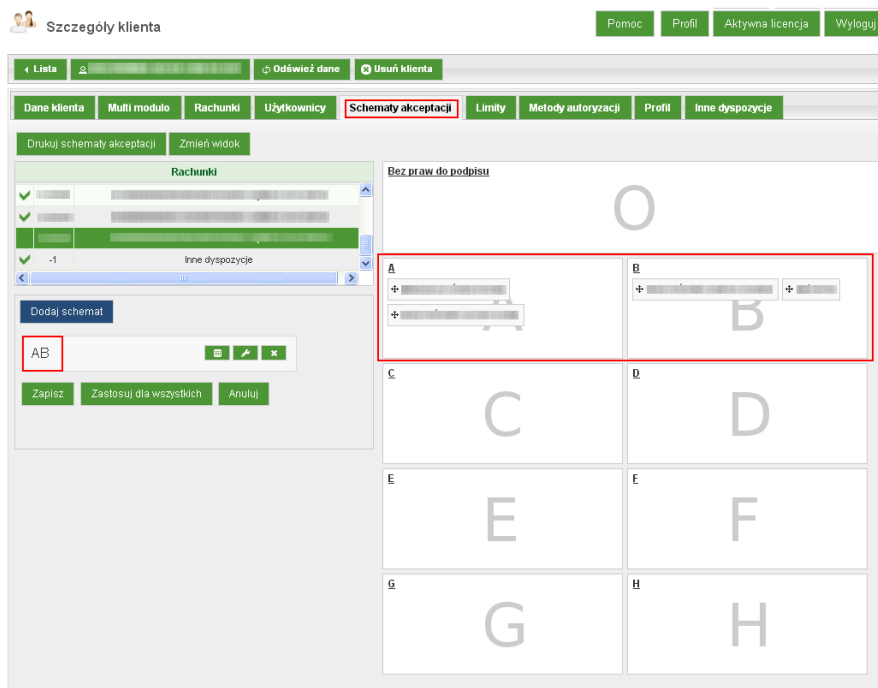 Szczegóły klienta
Pomoc Profil Aktywna licencja Wyloguj
Lista Odśwież dane Usuń klienta
Dane klienta Multi modulo Rachunki Użytkownicy Schematy akceptacji Limity Metody autoryzacji Profil Inne dyspozycje
Drukuj schematy akceptacji Zmień widok
Rachunki
-1 Inne dyspozycje
Dodaj schemat
AB
Zapisz Zastosuj dla wszystkich Anuluj
Bez praw do podpisu
O
A B
A B
C D
C D
E F
E F
G H
G H